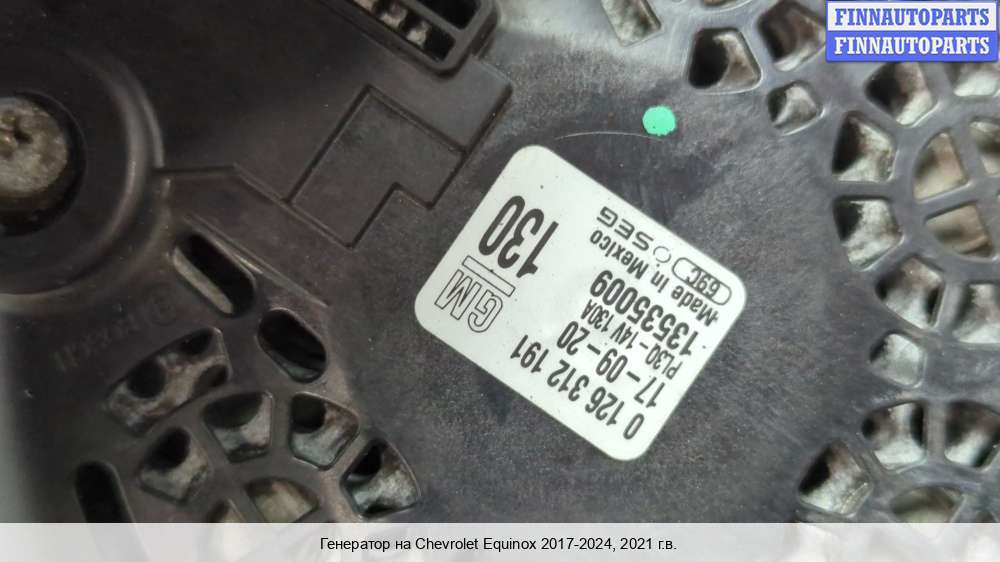 FINNAUTOPARTS
FINNAUTOPARTS
0 126 312 191
17-09-20
PL30-14V 130A
13535009
Made in Mexico
69C SEG
GM
130
Генератор на Chevrolet Equinox 2017-2024, 2021 г.в.